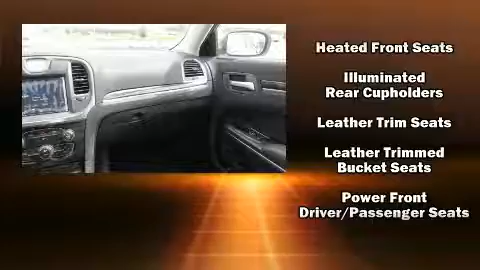 Heated Front Seats
Illuminated
Rear Cupholders
Leather Trim Seats
Leather Trimmed
Bucket Seats
Power Front
Driver/Passenger Seats